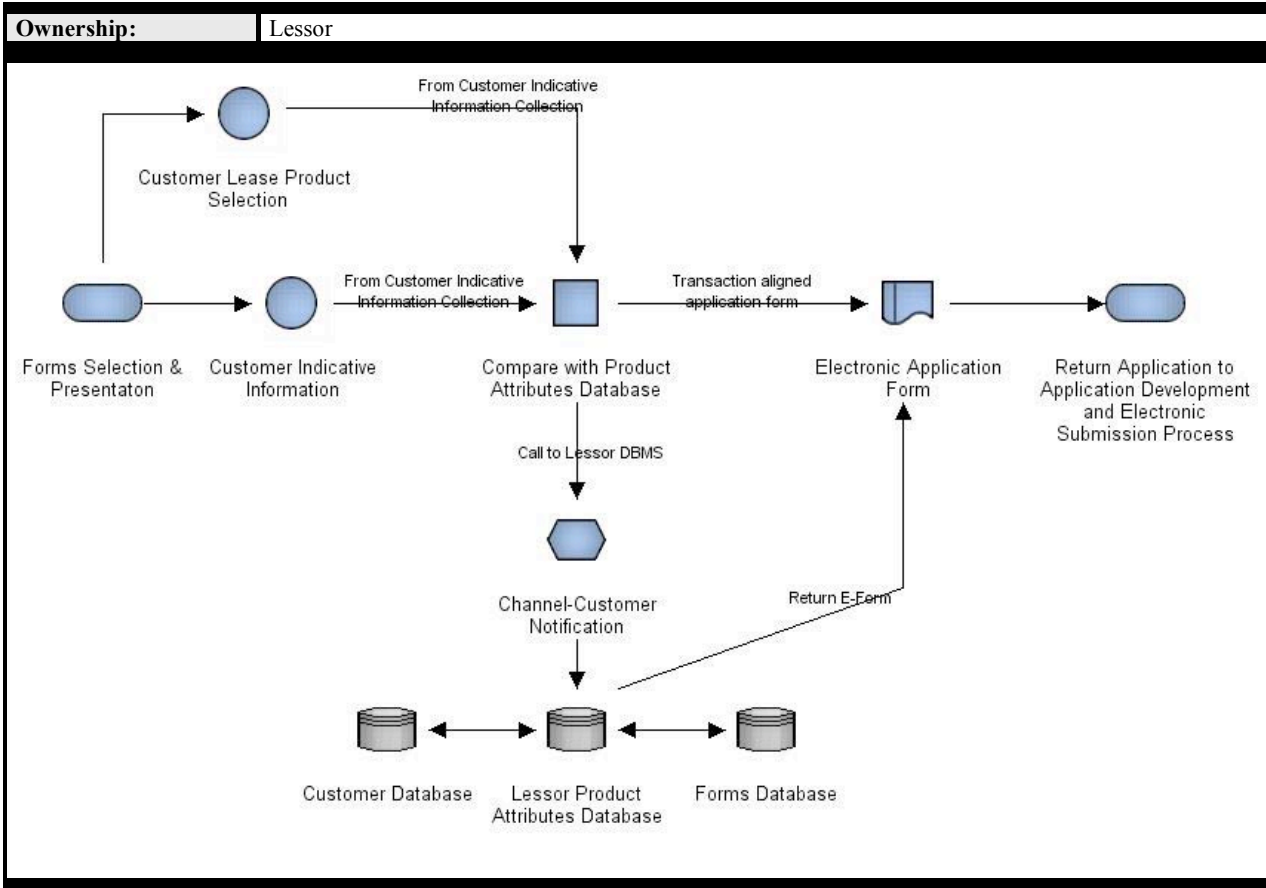 Ownership: Lessor
From Customer Indicative
Information Collection
Customer Lease Product
Selection
From Customer Indicative
Information Collection
Transaction aligned
application form
Forms Selection &
Presentaton
Customer Indicative
Information
Compare with Product
Attributes Database
Electronic Application
Form
Return Application to
Application Development
and Electronic
Submission Process
Call to Lessor DBMS
Channel-Customer
Notification
Return E-Form
Customer Database
Lessor Product
Attributes Database
Forms Database